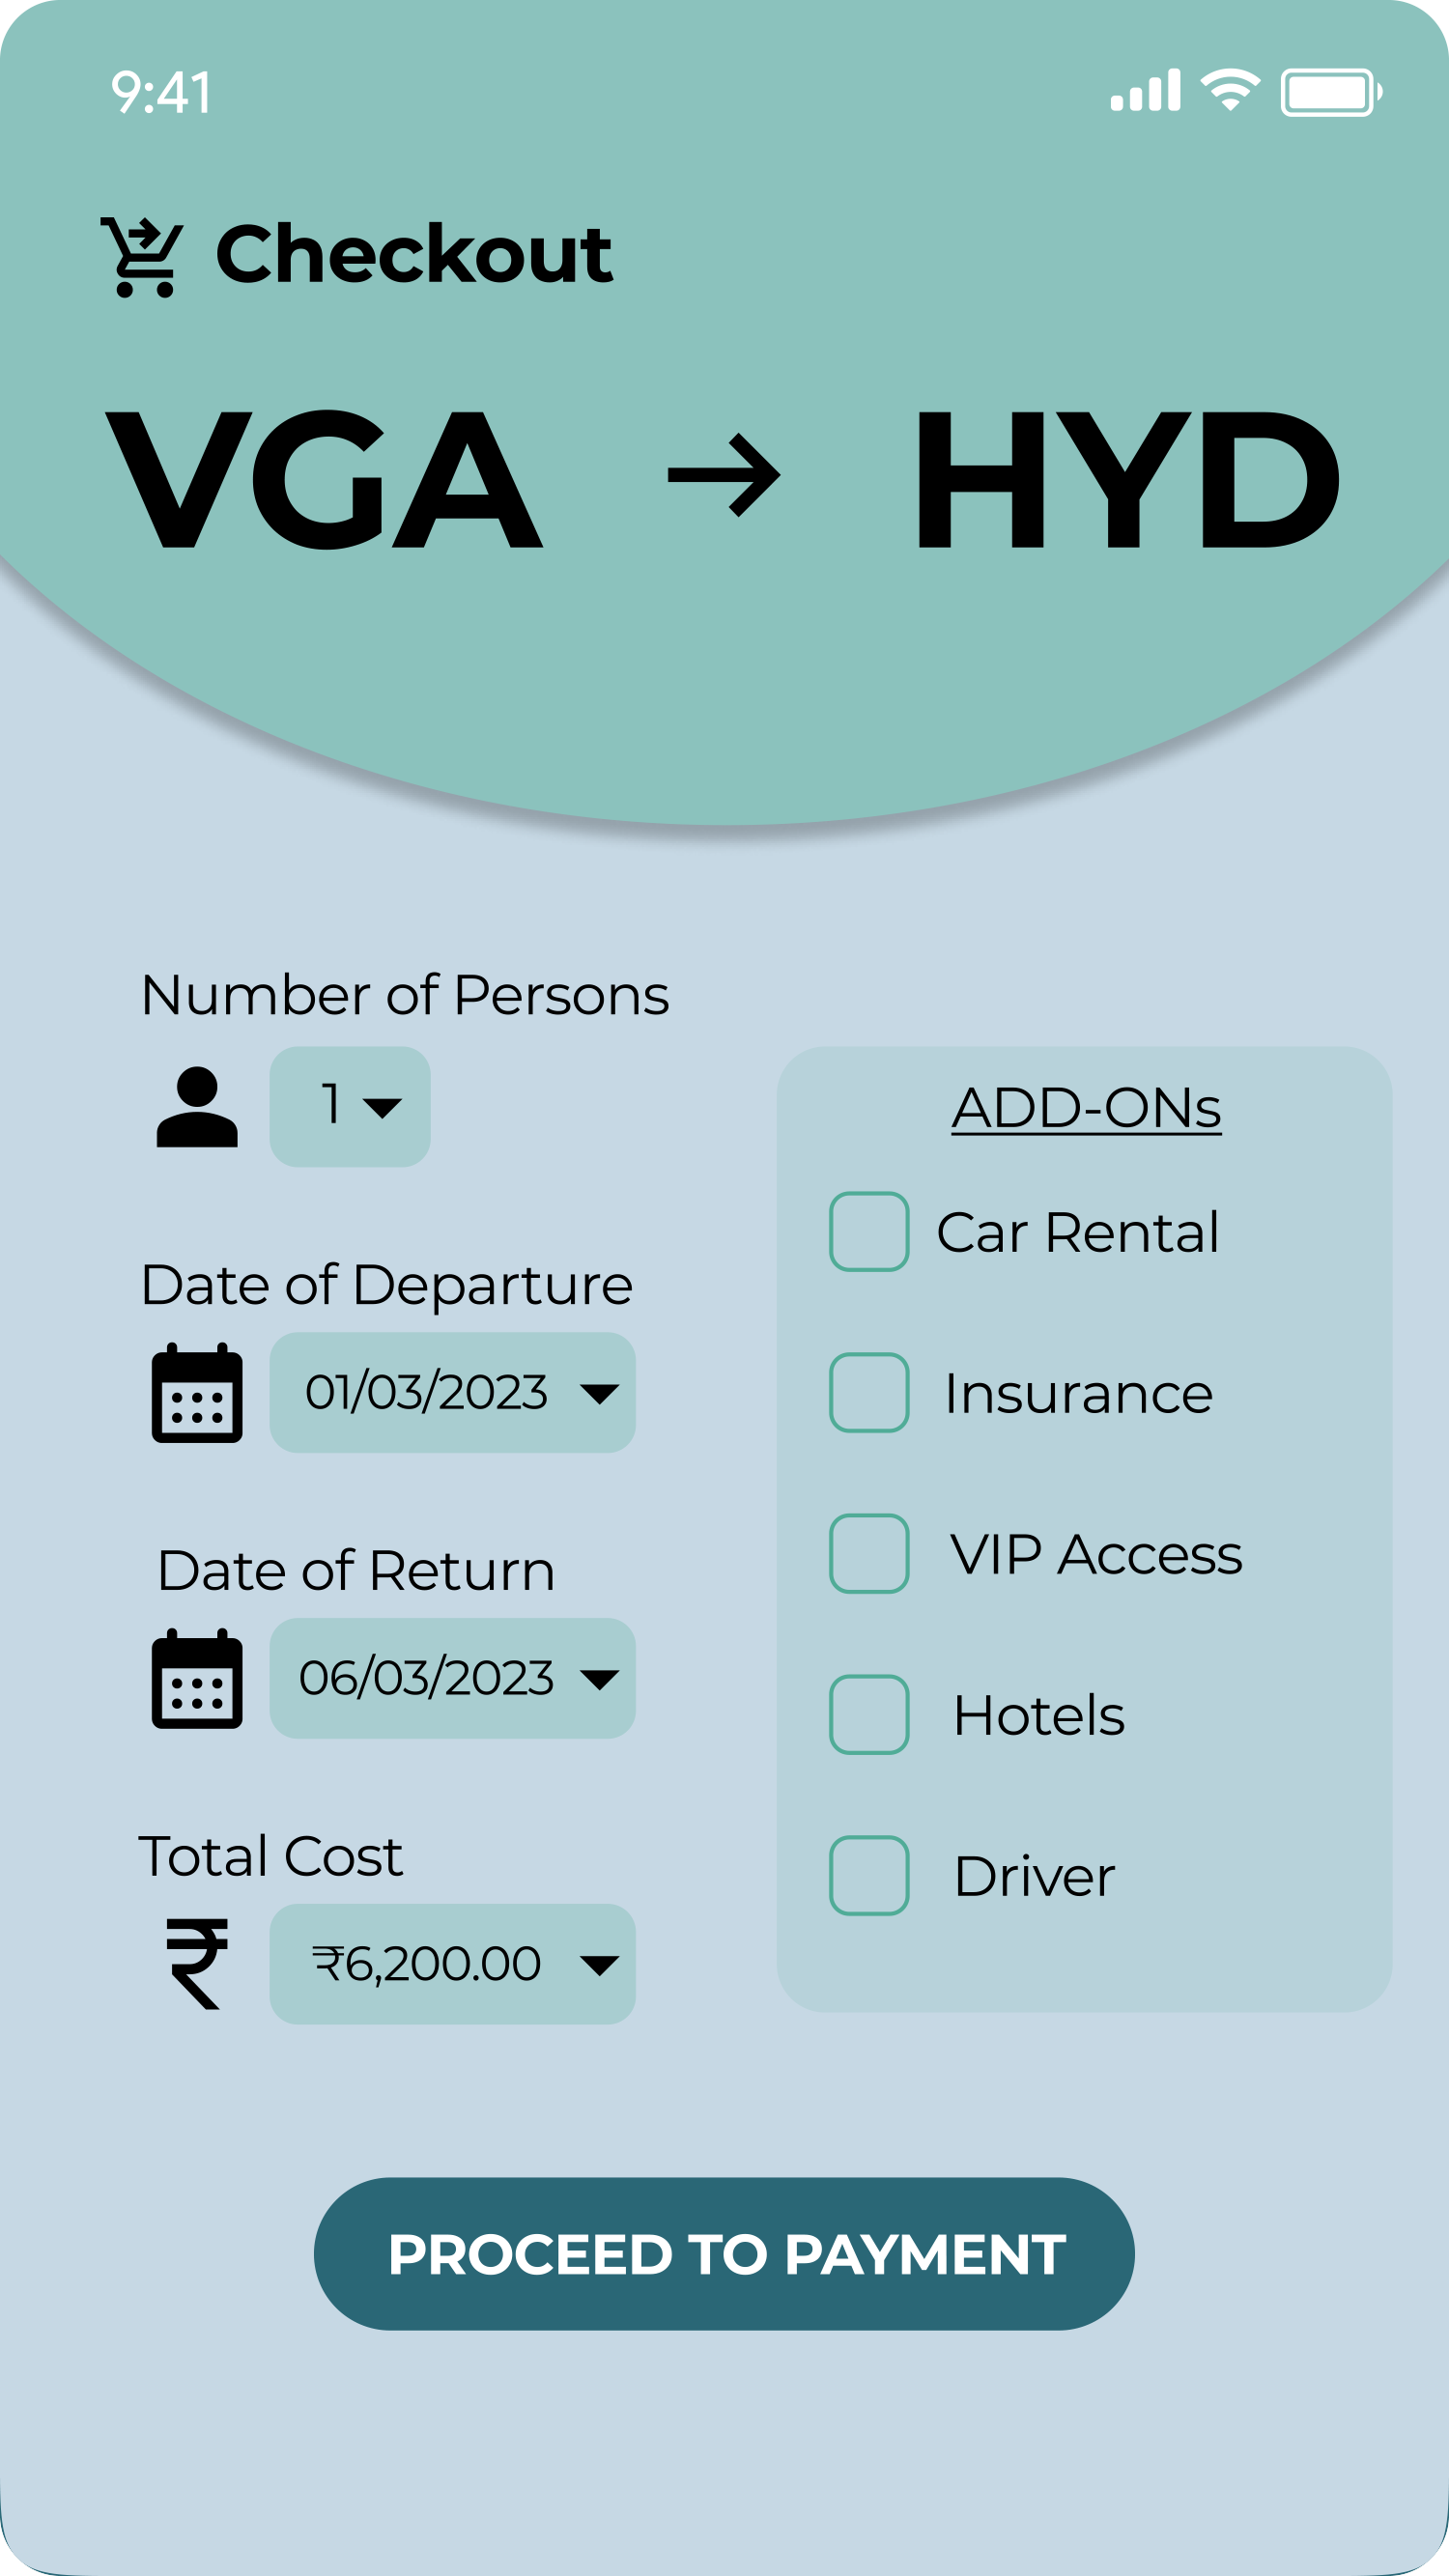 9:41
Checkout
VGA → HYD
Number of Persons
1
Date of Departure
01/03/2023
Date of Return
06/03/2023
Total Cost
₹
₹6,200.00
ADD-ONs
Car Rental
Insurance
VIP Access
Hotels
Driver
PROCEED TO PAYMENT